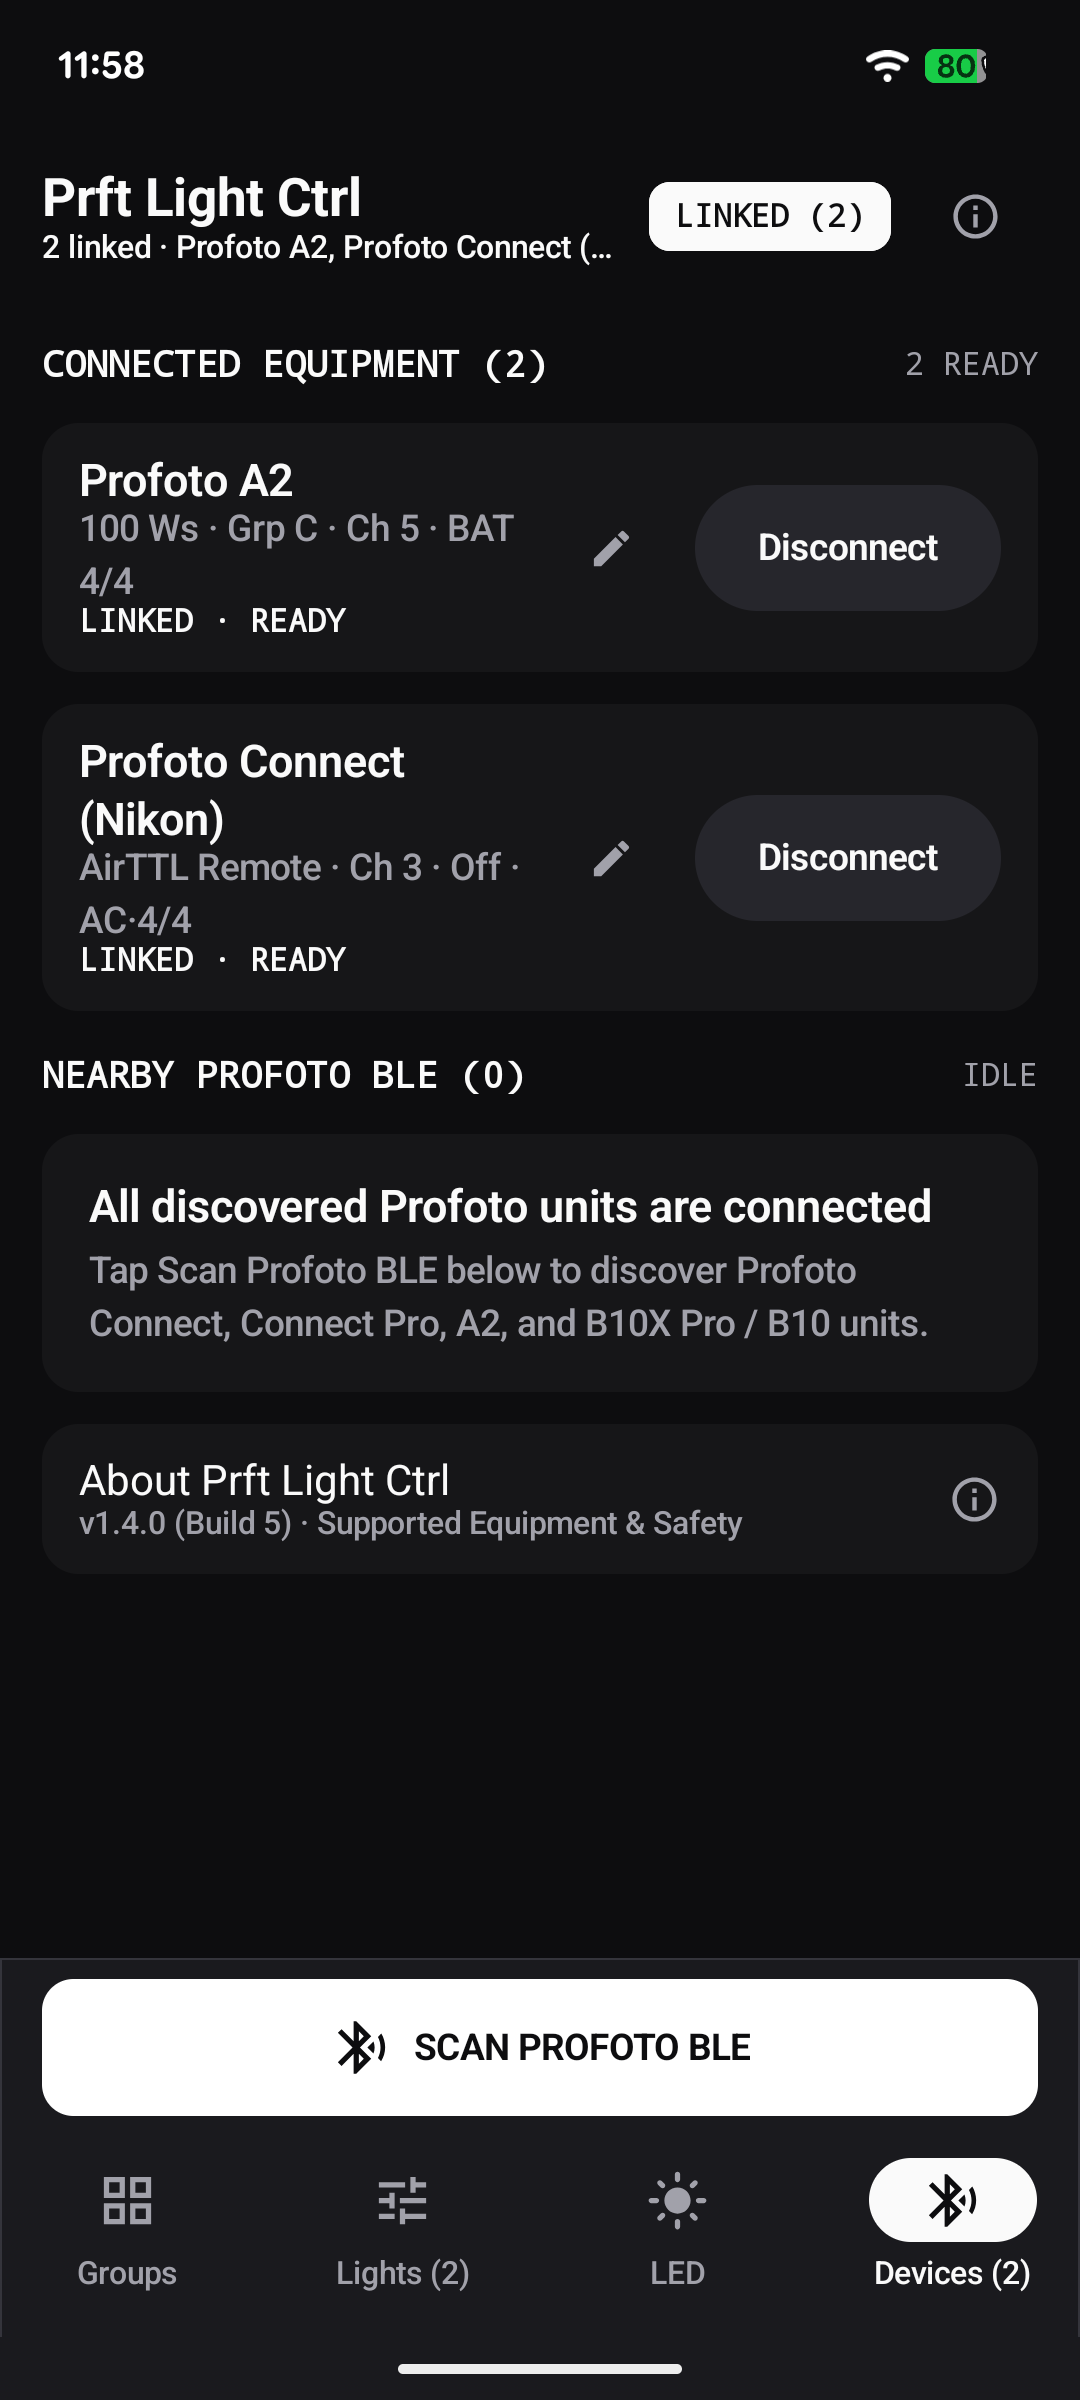 11:58
80
Prft Light Ctrl
2 linked · Profoto A2, Profoto Connect (...
LINKED (2)
CONNECTED EQUIPMENT (2)
2 READY
Profoto A2
100 Ws · Grp C · Ch 5 · BAT
4/4
LINKED · READY
Disconnect
Profoto Connect
(Nikon)
AirTTL Remote · Ch 3 · Off ·
AC·4/4
LINKED · READY
Disconnect
NEARBY PROFOTO BLE (0)
IDLE
All discovered Profoto units are connected
Tap Scan Profoto BLE below to discover Profoto
Connect, Connect Pro, A2, and B10X Pro / B10 units.
About Prft Light Ctrl
v1.4.0 (Build 5) · Supported Equipment & Safety
SCAN PROFOTO BLE
Groups
Lights (2)
LED
Devices (2)